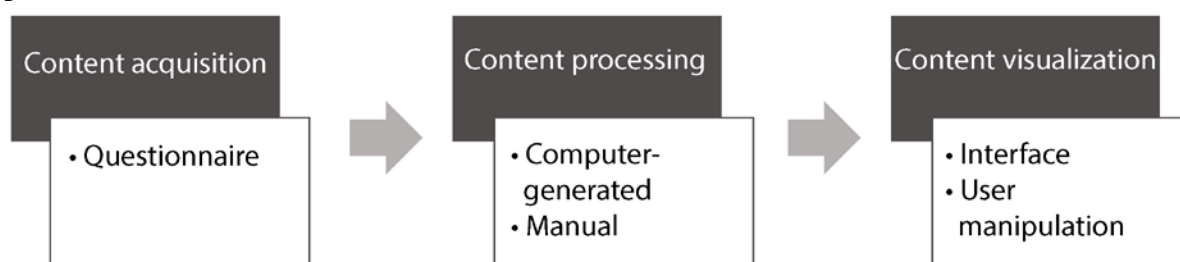 Content acquisition
• Questionnaire
Content processing
• Computer-
generated
• Manual
Content visualization
• Interface
• User
manipulation